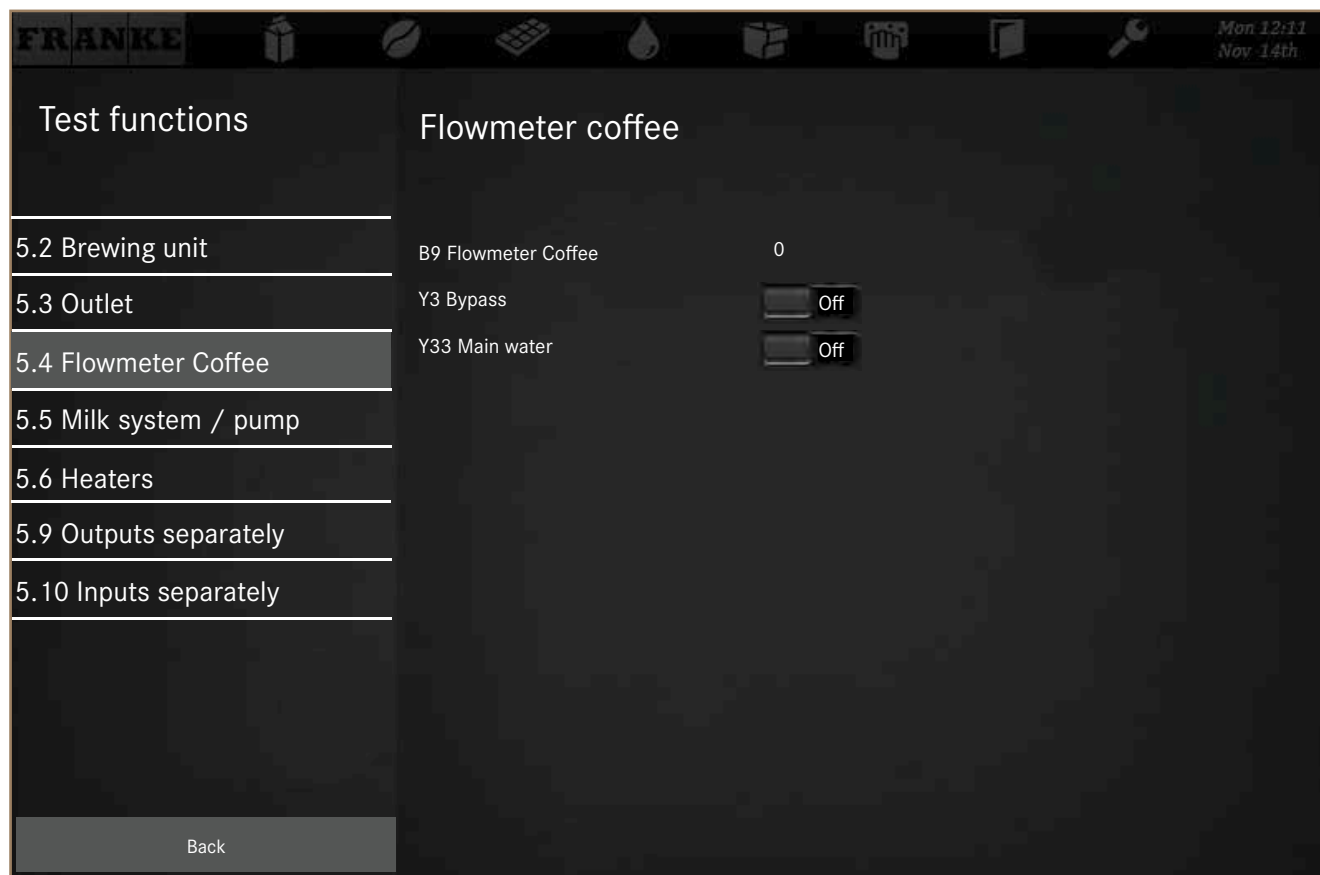 FRANKE
Mon 12:11
Nov 14th
Test functions
5.2 Brewing unit
5.3 Outlet
5.4 Flowmeter Coffee
5.5 Milk system / pump
5.6 Heaters
5.9 Outputs separately
5.10 Inputs separately
Back
Flowmeter coffee
B9 Flowmeter Coffee 0
Y3 Bypass Off
Y33 Main water Off